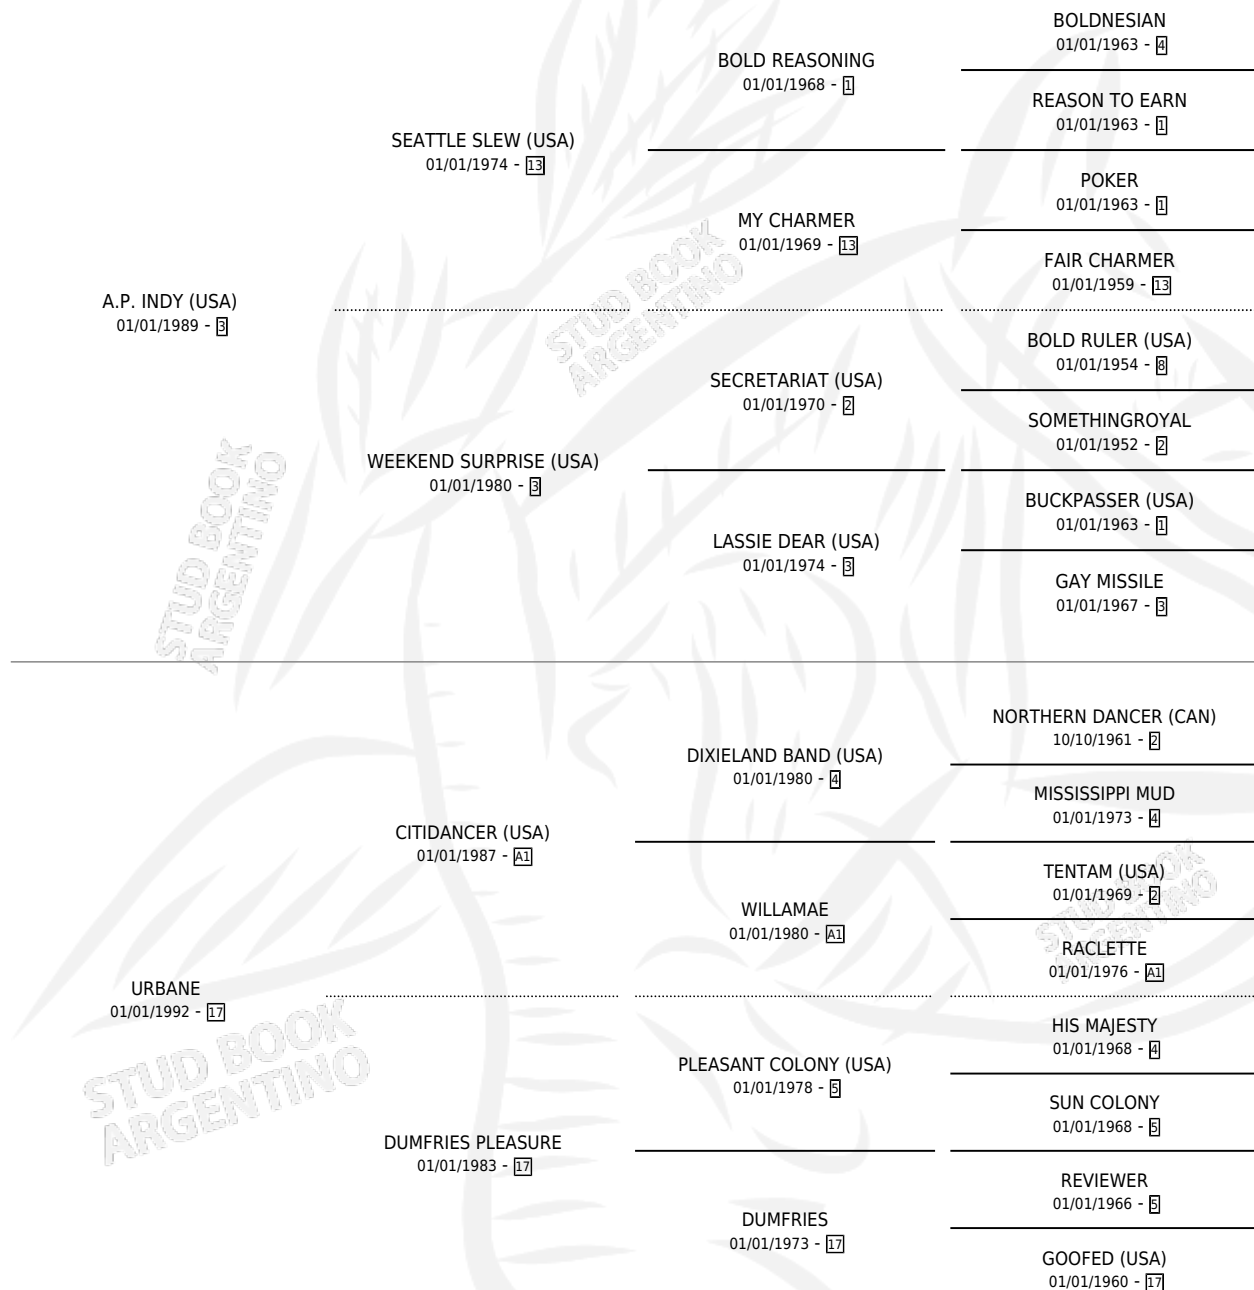 BOLDNESIAN
01/01/1963 - 4
BOLD REASONING
01/01/1968 - 1
REASON TO EARN
01/01/1963 - 1
SEATTLE SLEW (USA)
01/01/1974 - 13
POKER
01/01/1963 - 1
MY CHARMER
01/01/1969 - 13
FAIR CHARMER
01/01/1959 - 13
A.P. INDY (USA)
01/01/1989 - 3
STUD BOOK
ARGENTINO
BOLD RULER (USA)
01/01/1954 - 8
SECRETARIAT (USA)
01/01/1970 - 2
SOMETHINGROYAL
01/01/1952 - 2
WEEKEND SURPRISE (USA)
01/01/1980 - 3
BUCKPASSER (USA)
01/01/1963 - 1
LASSIE DEAR (USA)
01/01/1974 - 3
GAY MISSILE
01/01/1967 - 3
STUD BOOK
ARGENTINO
NORTHERN DANCER (CAN)
10/10/1961 - 2
DIXIELAND BAND (USA)
01/01/1980 - 4
MISSISSIPPI MUD
01/01/1973 - 4
CITIDANCER (USA)
01/01/1987 - A1
TENTAM (USA)
01/01/1969 - 2
WILLAMAE
01/01/1980 - A1
RACLETTE
01/01/1976 - A1
STUD BOOK
ARGENTINO
URBANE
01/01/1992 - 17
HIS MAJESTY
01/01/1968 - 4
PLEASANT COLONY (USA)
01/01/1978 - 5
SUN COLONY
01/01/1968 - 5
STUD BOOK
ARGENTINO
DUMFRIES PLEASURE
01/01/1983 - 17
REVIEWER
01/01/1966 - 5
DUMFRIES
01/01/1973 - 17
GOOFED (USA)
01/01/1960 - 17